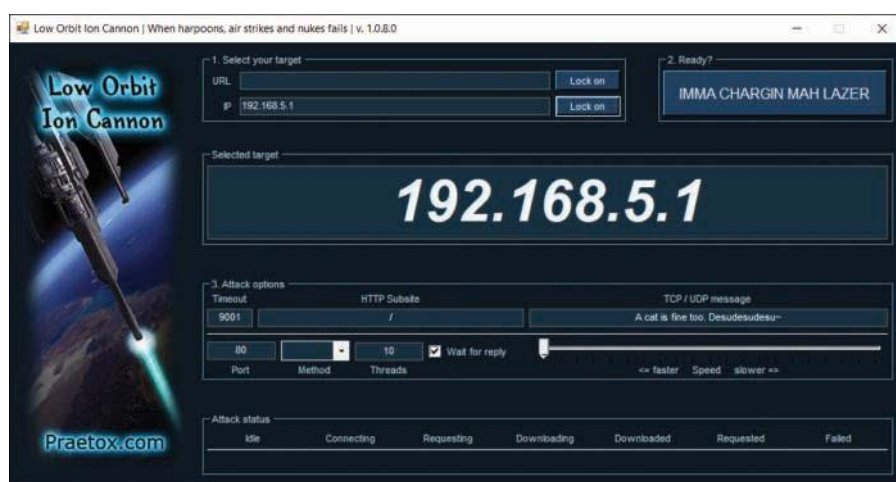 Low Orbit Ion Cannon | When harpoons, air strikes and nukes fails | v. 1.0.8.0
Low Orbit
Ion Cannon
Praetox.com
1. Select your target
URL
Lock on
IP
192.168.5.1
Lock on
2. Ready?
IMMA CHARGIN MAH LAZER
Selected target
192.168.5.1
3. Attack options
Timeout
HTTP Subsite
TCP / UDP message
9001
/
A cat is fine too. Desudesudesu~
80
10
Wait for reply
Port
Method
Threads
<= faster Speed slower =>
Attack status
Idle
Connecting
Requesting
Downloading
Downloaded
Requested
Failed